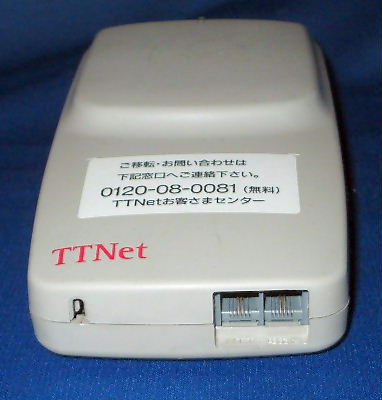 ご移転・お問い合わせは
下記窓口へご連絡下さい。
0120-08-0081 (無料)
TTNetお客さまセンター
TTNet